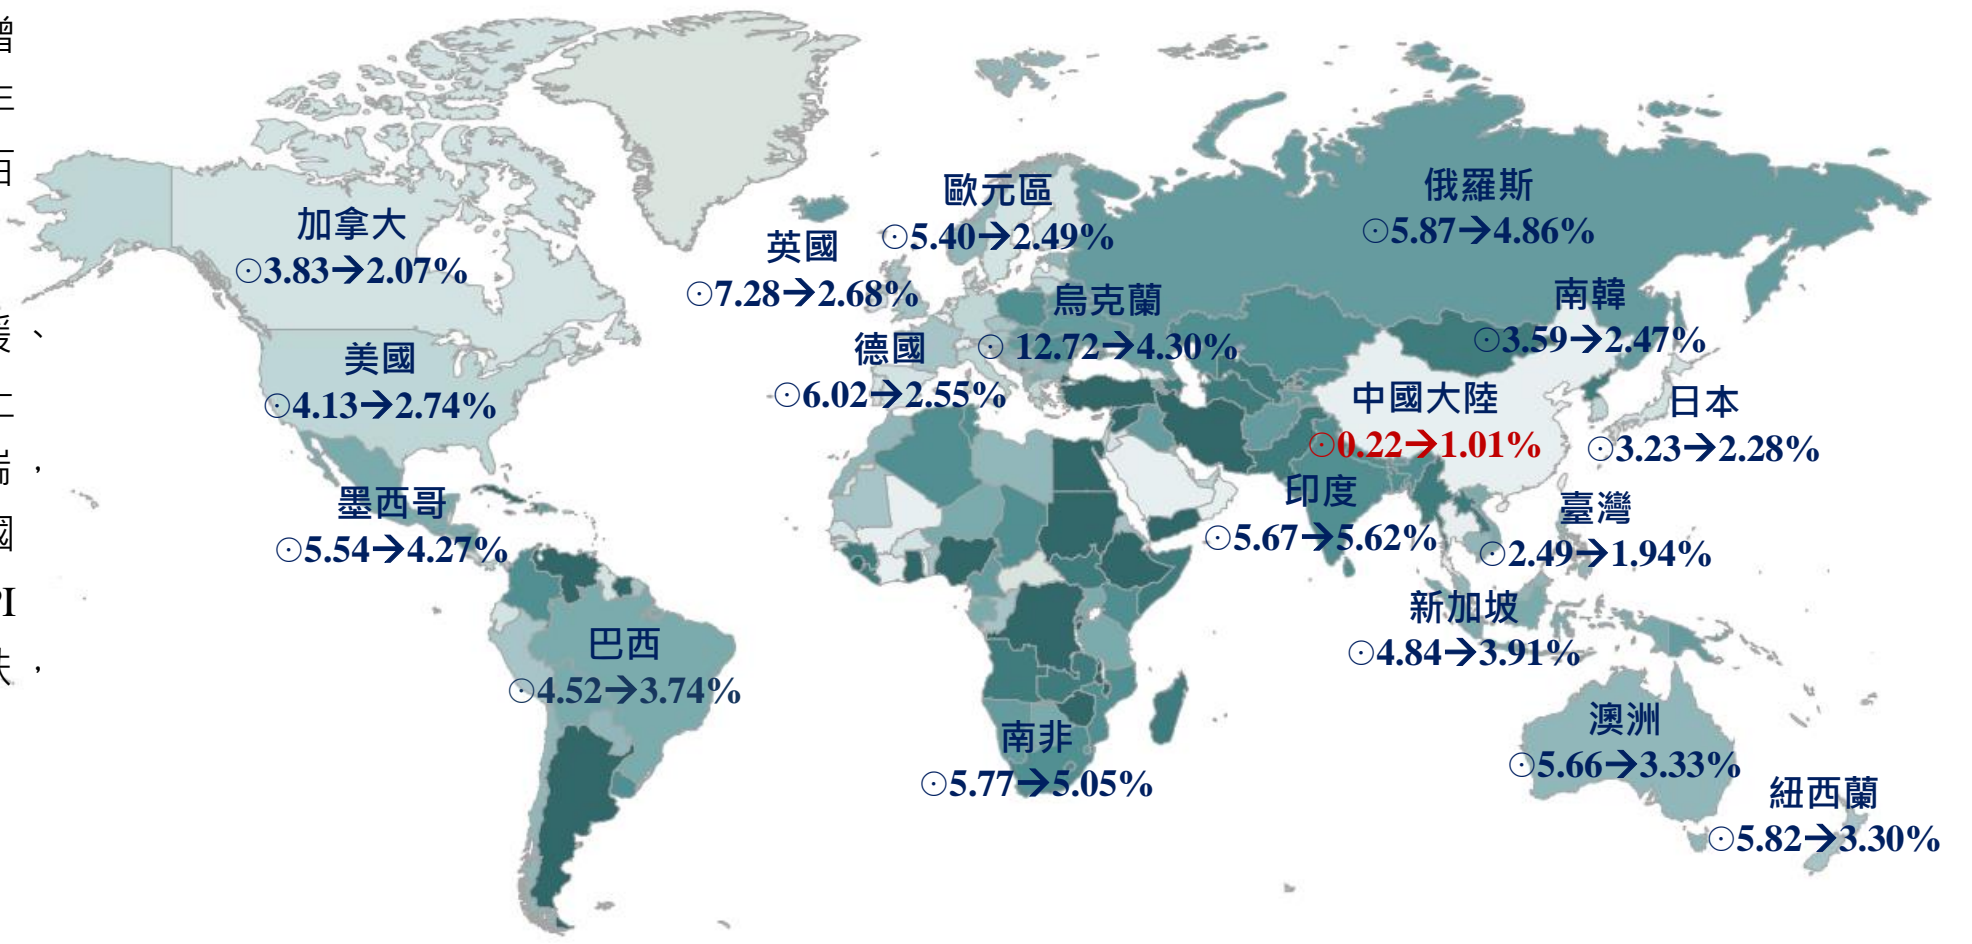 增
百
、
，
國
PI
，
加拿大
⊙3.83→2.07%
美國
⊙4.13→2.74%
墨西哥
⊙5.54→4.27%
巴西
⊙4.52→3.74%
歐元區
⊙5.40→2.49%
英國
⊙7.28→2.68%
烏克蘭
⊙ 12.72→4.30%
德國
⊙6.02→2.55%
南非
⊙5.77→5.05%
俄羅斯
⊙5.87→4.86%
南韓
⊙3.59→2.47%
中國大陸
⊙0.22→1.01%
日本
⊙3.23→2.28%
印度
⊙5.67→5.62%
臺灣
⊙2.49→1.94%
新加坡
⊙4.84→3.91%
澳洲
⊙5.66→3.33%
紐西蘭
⊙5.82→3.30%